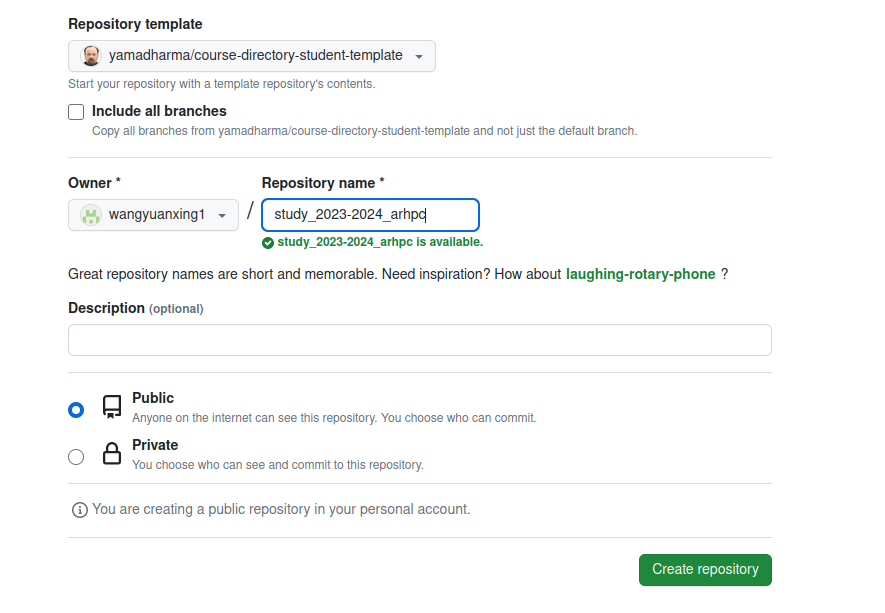 Repository template
yamadharma/course-directory-student-template
Start your repository with a template repository's contents.
Include all branches
Copy all branches from yamadharma/course-directory-student-template and not just the default branch.
Owner * Repository name *
wangyuanxing1 / study_2023-2024_arhpc
study_2023-2024_arhpc is available.
Great repository names are short and memorable. Need inspiration? How about laughing-rotary-phone ?
Description (optional)
Public
Anyone on the internet can see this repository. You choose who can commit.
Private
You choose who can see and commit to this repository.
You are creating a public repository in your personal account.
Create repository